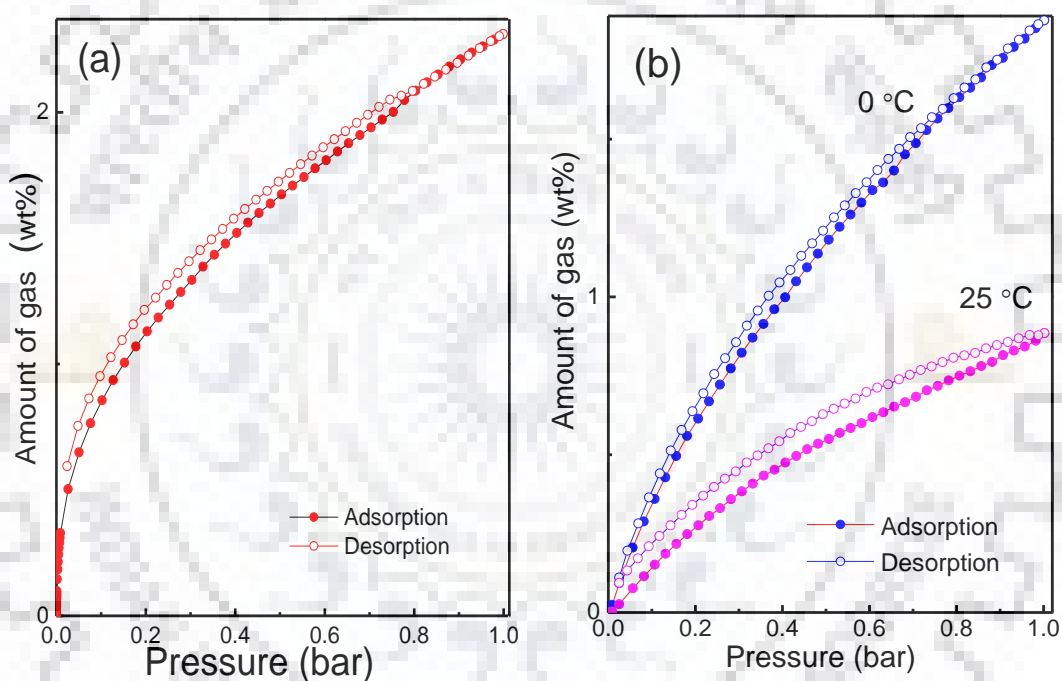 (a)
Amount of gas (wt%)
2
0
0.0 0.2 0.4 0.6 0.8 1.0
Pressure (bar)
Adsorption
Desorption
(b)
Amount of gas (wt%)
1
0
0.0 0.2 0.4 0.6 0.8 1.0
Pressure (bar)
0 °C
25 °C
Adsorption
Desorption